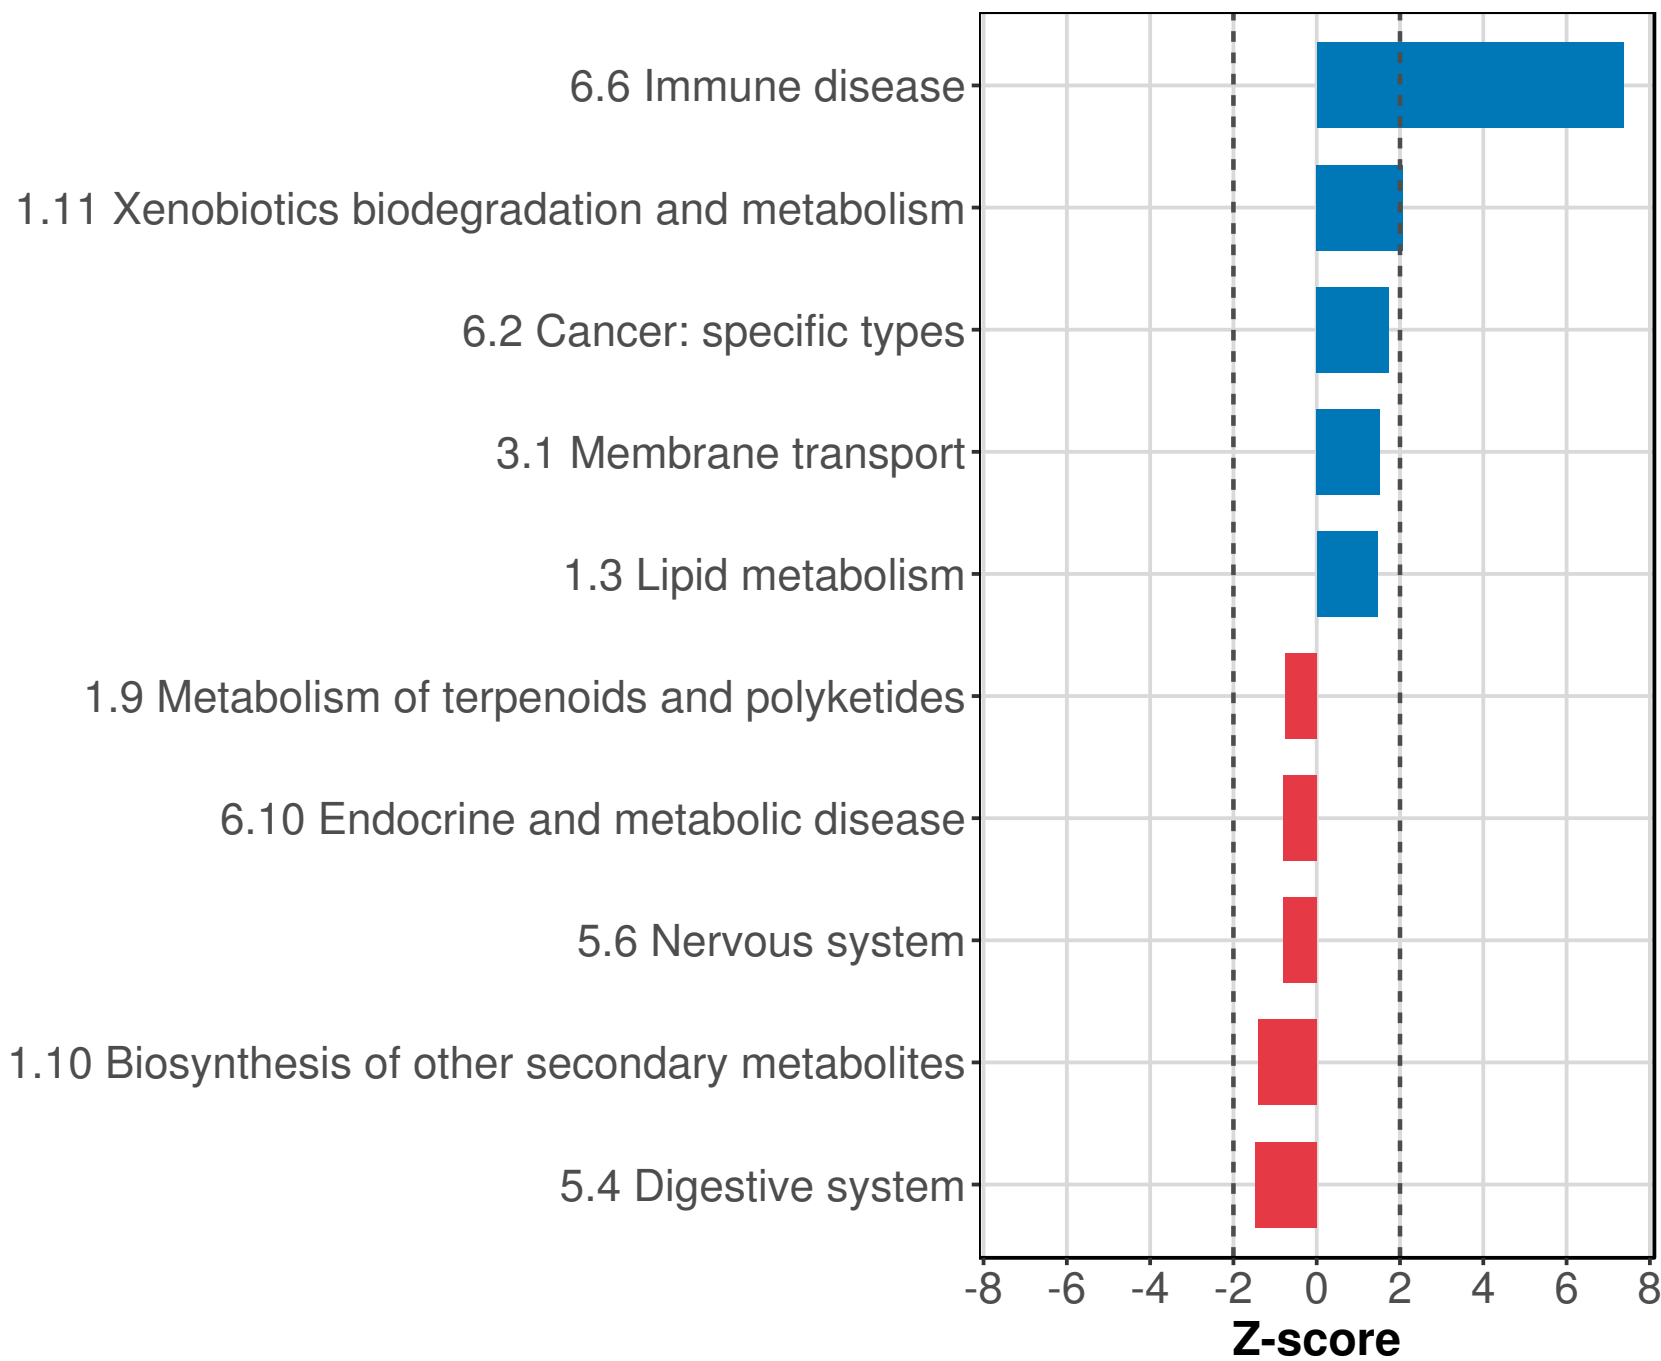 6.6 Immune disease
1.11 Xenobiotics biodegradation and metabolism
6.2 Cancer: specific types
3.1 Membrane transport
1.3 Lipid metabolism
1.9 Metabolism of terpenoids and polyketides
6.10 Endocrine and metabolic disease
5.6 Nervous system
1.10 Biosynthesis of other secondary metabolites
5.4 Digestive system
-8 -6 -4 -2 0 2 4 6 8
Z-score